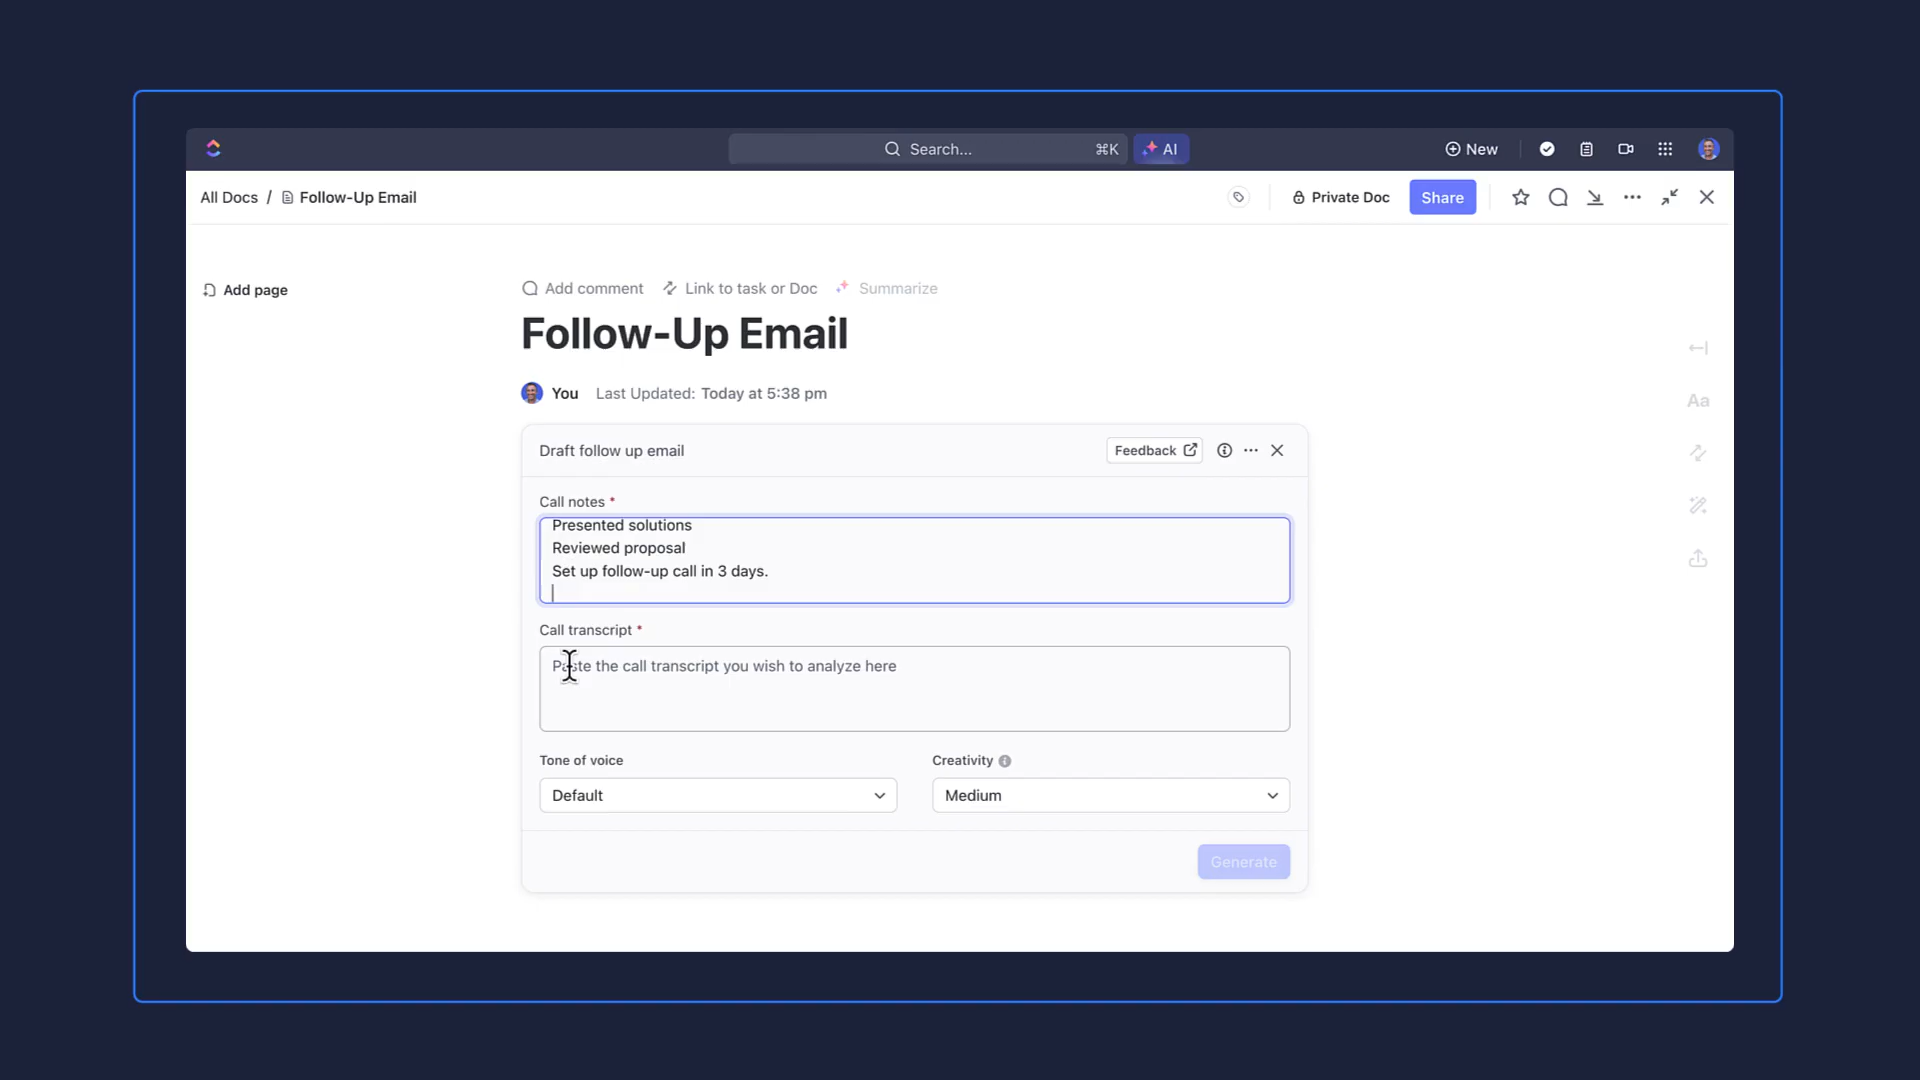 Search...
⌘K
AI
New
All Docs / Follow-Up Email
Private Doc
Share
Add page
Add comment
Link to task or Doc
Summarize
Follow-Up Email
You
Last Updated: Today at 5:38 pm
Draft follow up email
Feedback
Call notes *
Presented solutions
Reviewed proposal
Set up follow-up call in 3 days.
Call transcript *
Paste the call transcript you wish to analyze here
Tone of voice
Creativity
Default
Medium
Generate
Aa